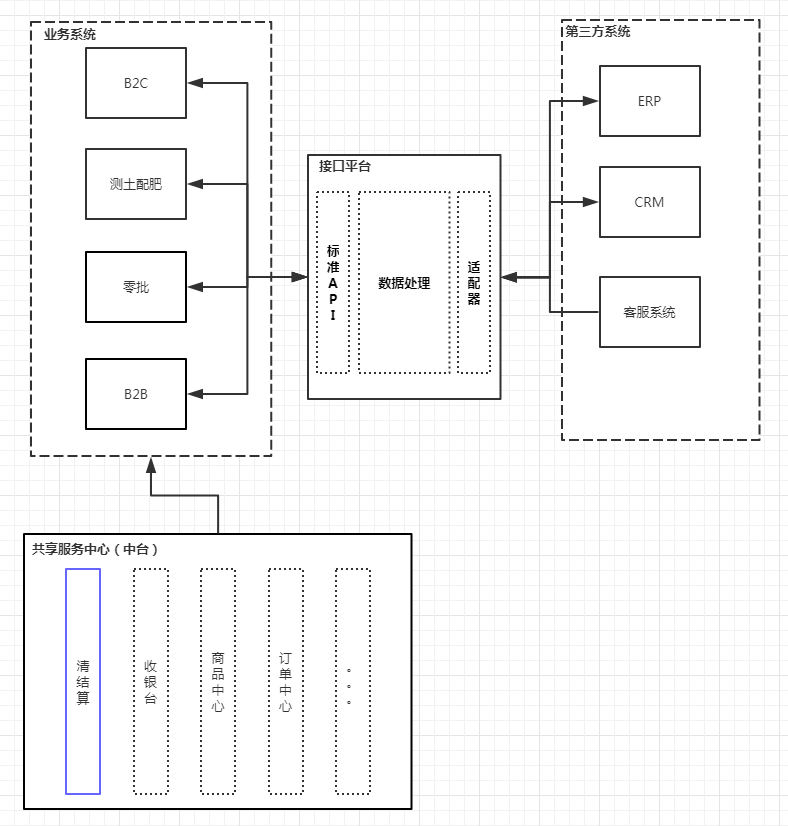 业务系统
B2C
测土配肥
零批
B2B
接口平台
标准API
数据处理
适配器
第三方系统
ERP
CRM
客服系统
共享服务中心（中台）
清结算
收银台
商品中心
订单中心
。。。